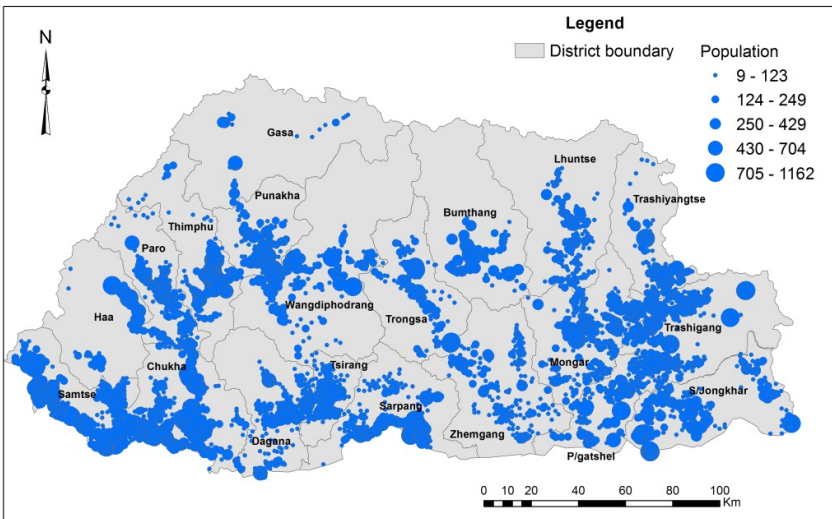 Legend
N
District boundary
Population
9 - 123
124 - 249
250 - 429
430 - 704
705 - 1162
Gasa
Lhuntse
Punakha
Trashiyangtse
Bumthang
Thimphu
Paro
Wangdiphodrang
Haa
Trongsa
Trashigang
Chukha
Tsirang
Mongar
Samtse
S/Jongkhar
Sarpang
Dagana
Zhemgang
P/gatshel
0 10 20 40 60 80 100
Km